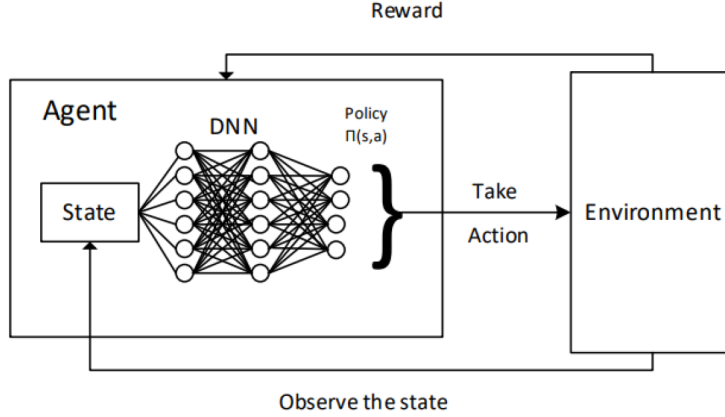 Reward
Agent
DNN
Policy
Π(s,a)
State
Take
Action
Environment
Observe the state